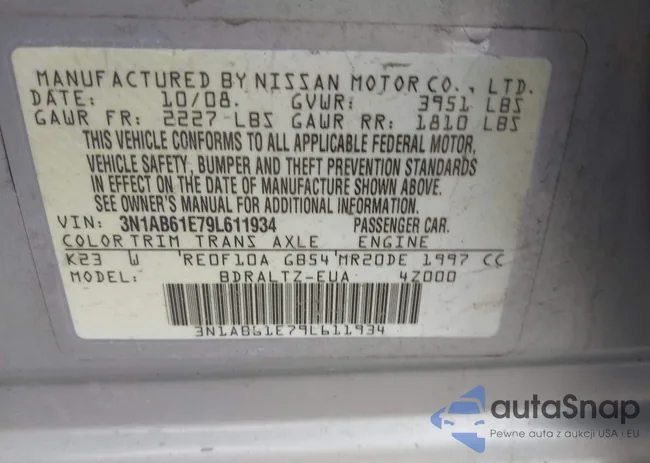 MANUFACTURED BY NISSAN MOTOR CO., LTD.
DATE: 10/08. GVWR: 3951 LBS
GAWR FR: 2227 LBS GAWR RR: 1810 LBS
THIS VEHICLE CONFORMS TO ALL APPLICABLE FEDERAL MOTOR
VEHICLE SAFETY, BUMPER AND THEFT PREVENTION STANDARDS
IN EFFECT ON THE DATE OF MANUFACTURE SHOWN ABOVE.
SEE OWNER'S MANUAL FOR ADDITIONAL INFORMATION.
VIN: 3N1AB61E79L611934 PASSENGER CAR.
COLOR TRIM TRANS AXLE ENGINE
K23 W RE0F10A GB54 MR20DE 1997 CC
MODEL: BDRALTZ-EUA 4Z000
3N1AB61E79L611934
autoSnap
Pewne auta z aukcji USA i EU